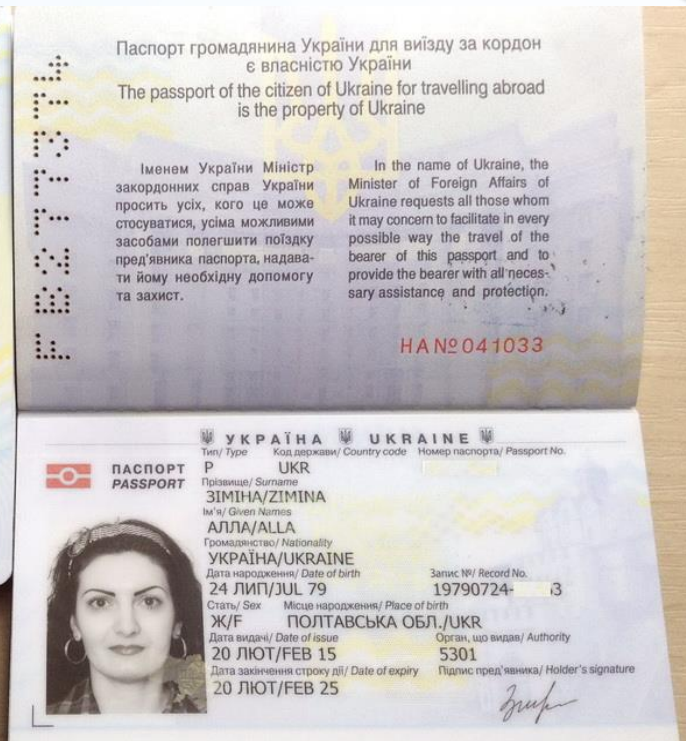 Паспорт громадянина України для виїзду за кордон
є власністю України
The passport of the citizen of Ukraine for travelling abroad
is the property of Ukraine
Іменем України Міністр
закордонних справ України
просить усіх, кого це може
стосуватися, усіма можливими
засобами полегшити поїздку
пред'явника паспорта, надава-
ти йому необхідну допомогу
та захист.
In the name of Ukraine, the
Minister of Foreign Affairs of
Ukraine requests all those whom
it may concern to facilitate in every
possible way the travel of the
bearer of this passport and to
provide the bearer with all neces-
sary assistance and protection.
НА№041033
УКРАЇНА UKRAINE
Тип/ Type Код держави/ Country code Номер паспорта/ Passport No.
ПАСПОРТ P UKR
PASSPORT
Прізвище/ Surname
ЗІМІНА/ZIMINA
Ім'я/ Given Names
АЛЛА/ALLA
Громадянство/ Nationality
УКРАЇНА/UKRAINE
Дата народження/ Date of birth Запис №/ Record No.
24 ЛИП/JUL 79 19790724- 3
Стать/ Sex Місце народження/ Place of birth
Ж/F ПОЛТАВСЬКА ОБЛ./UKR
Дата видачі/ Date of issue Орган, що видав/ Authority
20 ЛЮТ/FEB 15 5301
Дата закінчення строку дії/ Date of expiry Підпис пред'явника/ Holder's signature
20 ЛЮТ/FEB 25